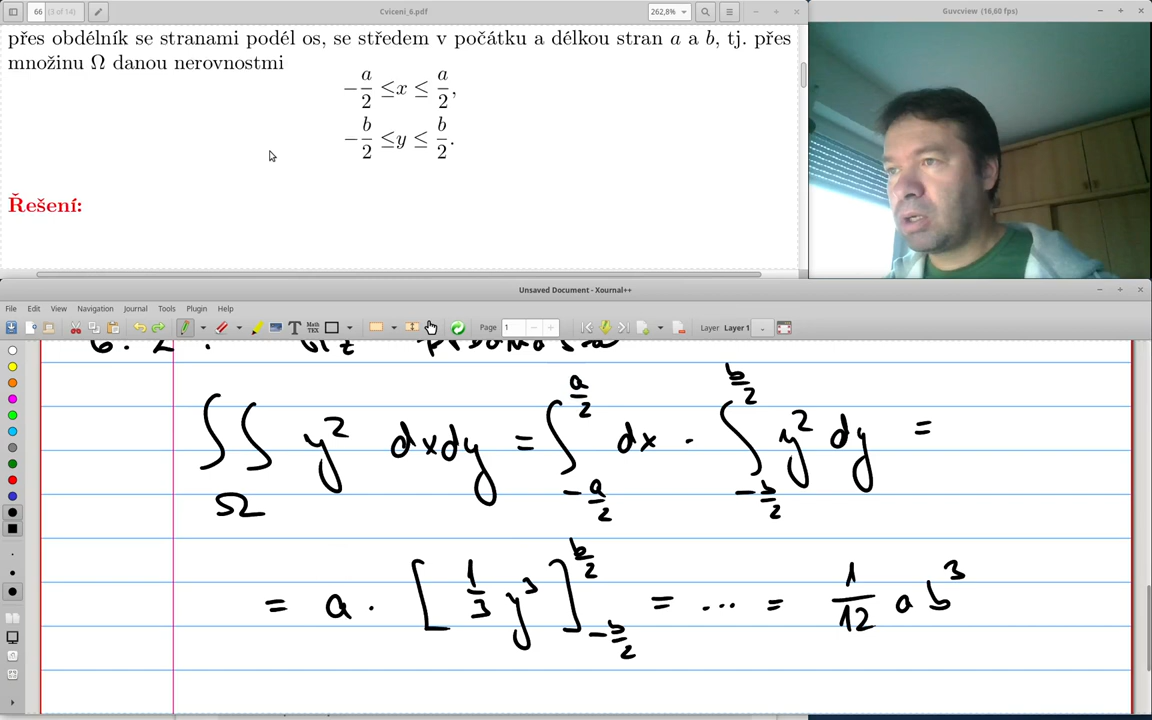 66 (3 of 14)
Cviceni_6.pdf
262,8%
Guvcview (16,60 fps)
přes obdélník se stranami podél os, se středem v počátku a délkou stran a a b, tj. přes
množinu Ω danou nerovnostmi
−a/2 ≤ x ≤ a/2,
−b/2 ≤ y ≤ b/2.
Řešení:
Unsaved Document - Xournal++
File Edit View Navigation Journal Tools Plugin Help
Page 1
Layer Layer 1
6.2.
∬_Ω y² dxdy = ∫_{-a/2}^{a/2} dx · ∫_{-b/2}^{b/2} y² dy =
= a · [1/3 y³]_{-b/2}^{b/2} = ... = 1/12 a b³